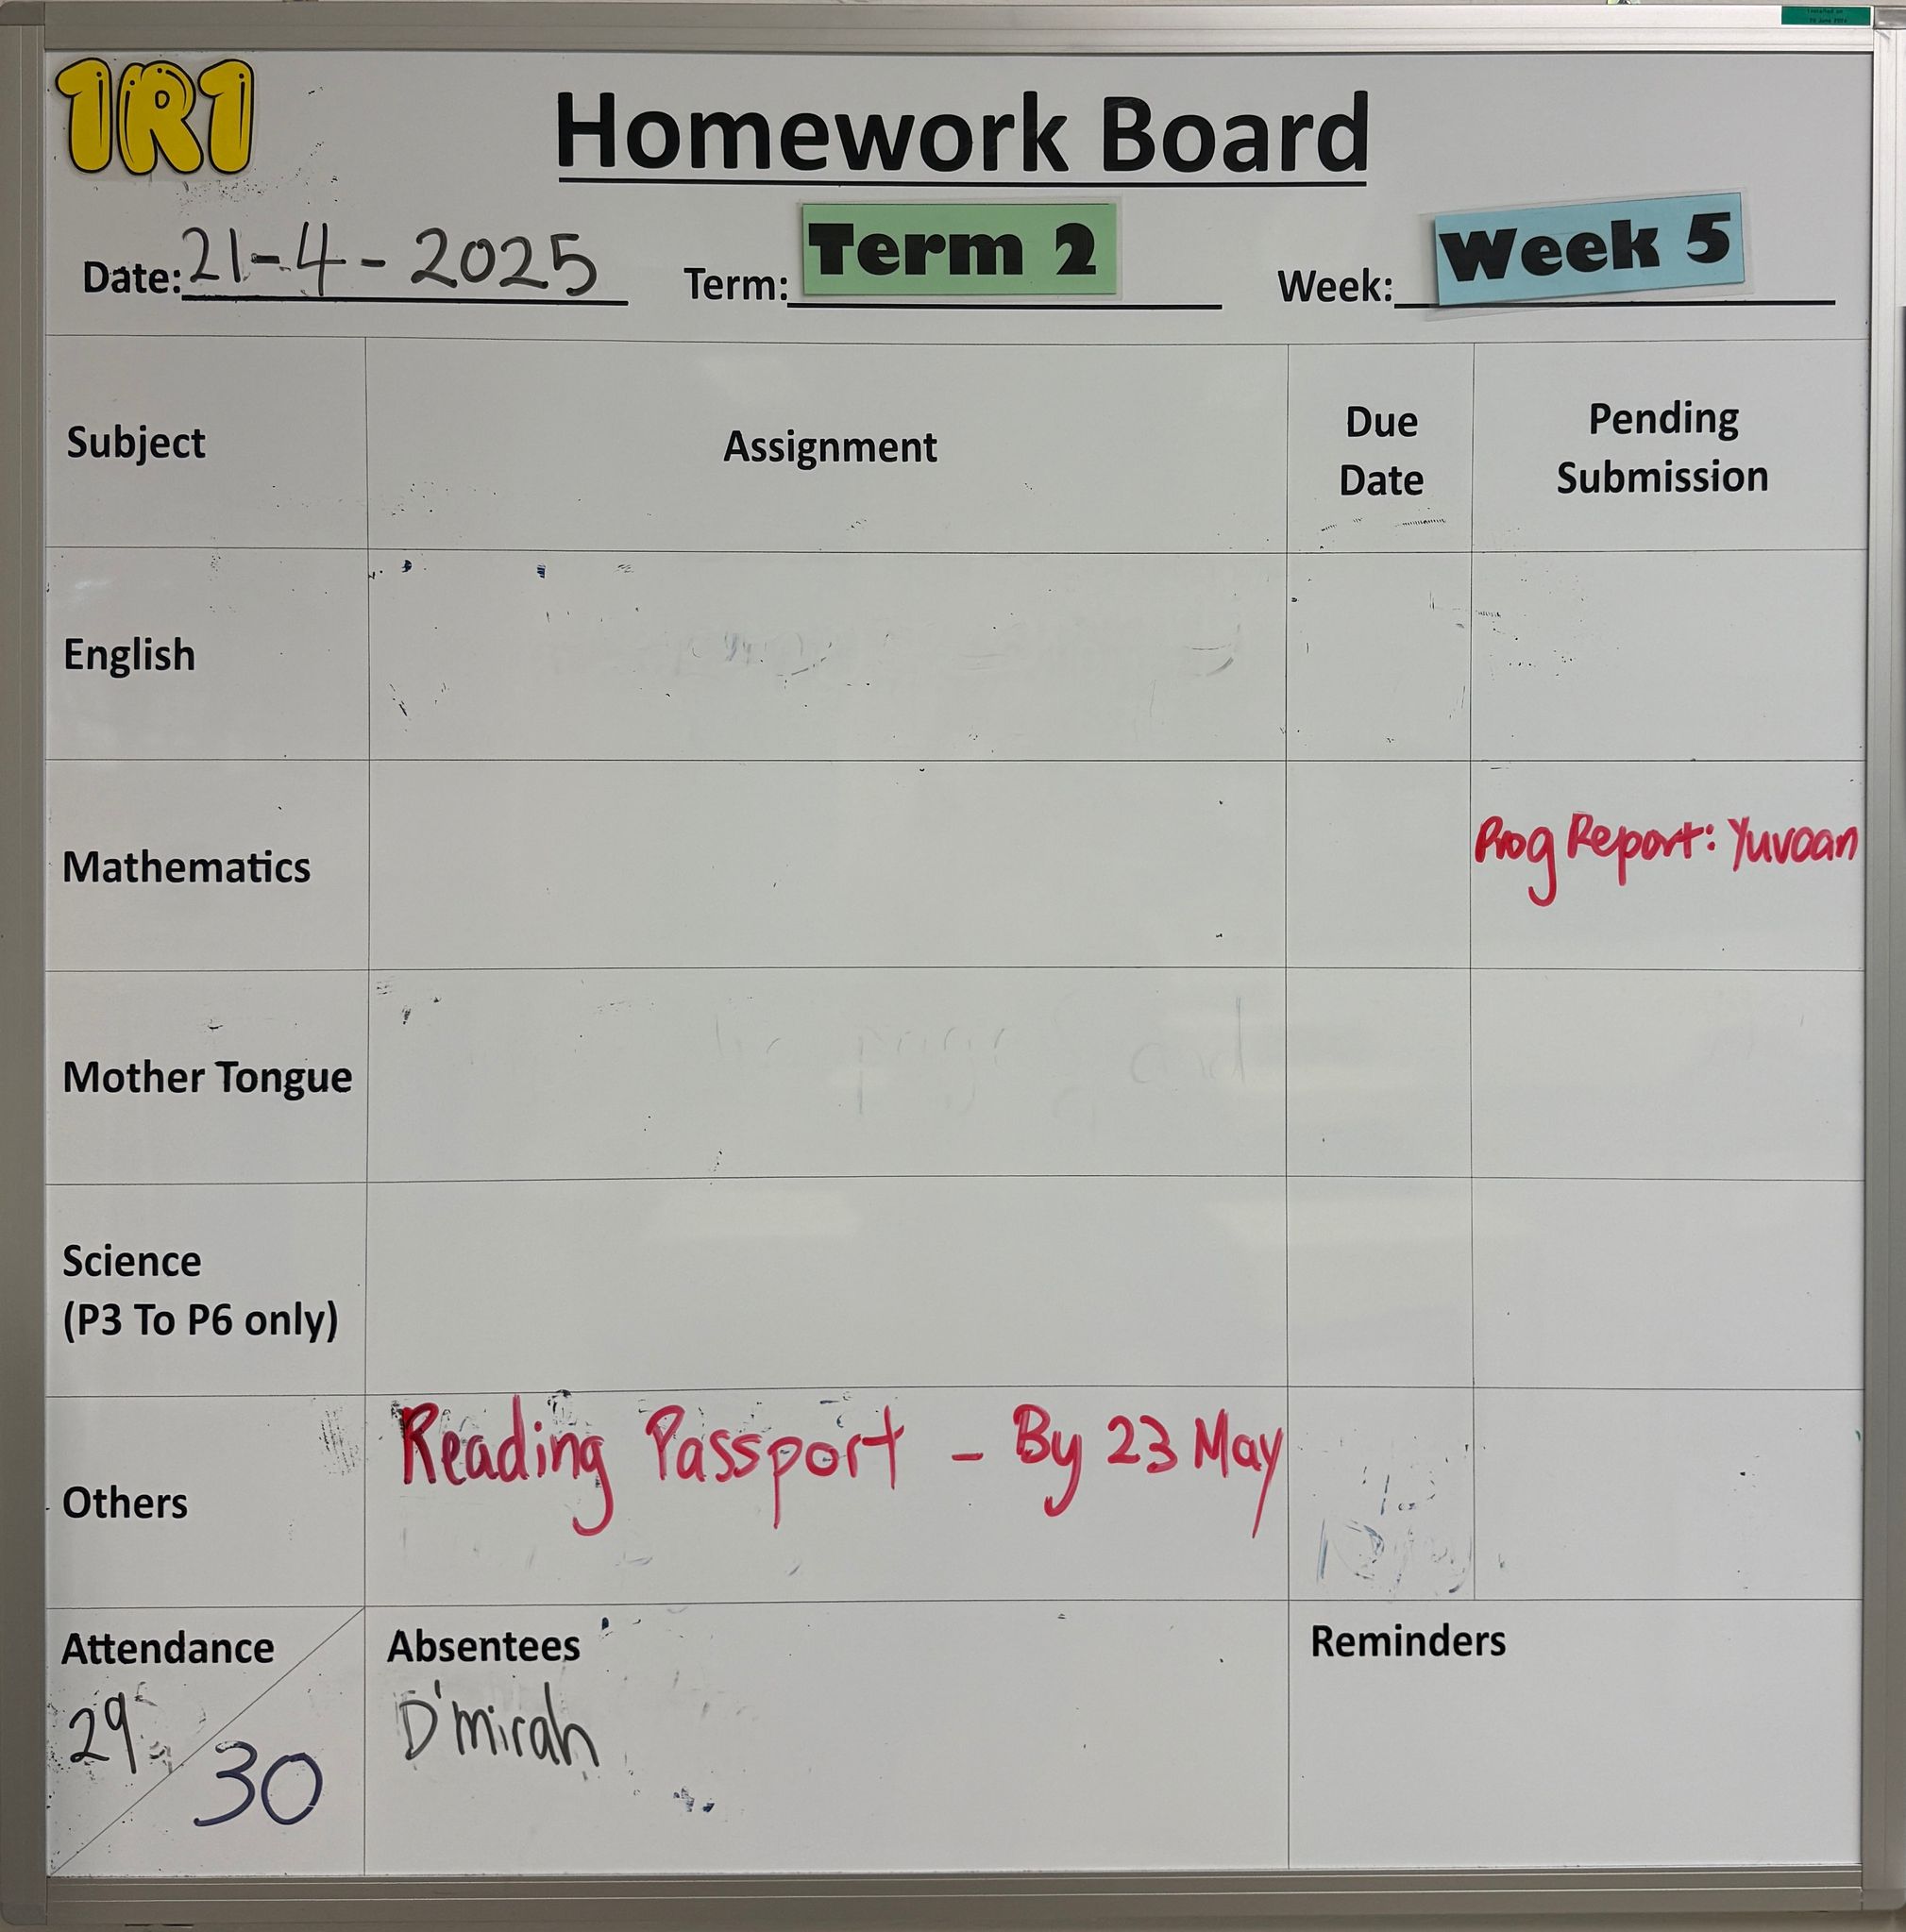 1R1
Homework Board
Date: 21-4-2025 Term: Term 2 Week: Week 5
Subject Assignment Due Date Pending Submission
English
Mathematics Prog Report: Yuvaan
Mother Tongue
Science
(P3 To P6 only)
Others Reading Passport - By 23 May
Attendance Absentees Reminders
29 D'mirah
30